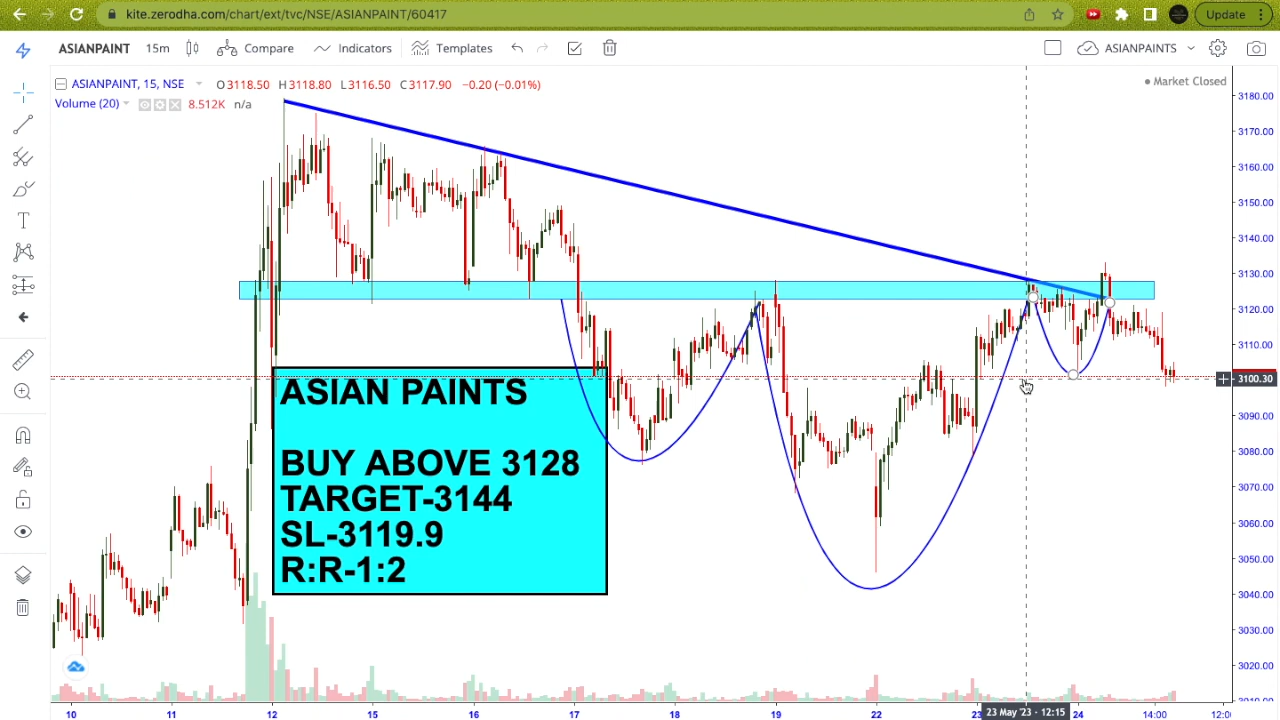 kite.zerodha.com/chart/ext/tvc/NSE/ASIANPAINT/60417
Update
ASIANPAINT 15m Compare Indicators Templates ASIANPAINTS
ASIANPAINT, 15, NSE O3118.50 H3118.80 L3116.50 C3117.90 −0.20 (−0.01%)
Market Closed
Volume (20) 8.512K n/a
3180.00
3170.00
3160.00
3150.00
3140.00
3130.00
3120.00
3110.00
3100.30
3090.00
3080.00
3070.00
3060.00
3050.00
3040.00
3030.00
3020.00
ASIAN PAINTS
BUY ABOVE 3128
TARGET-3144
SL-3119.9
R:R-1:2
10 11 12 15 16 17 18 19 22 23 May '23 - 12:15 24 14:00 12:0